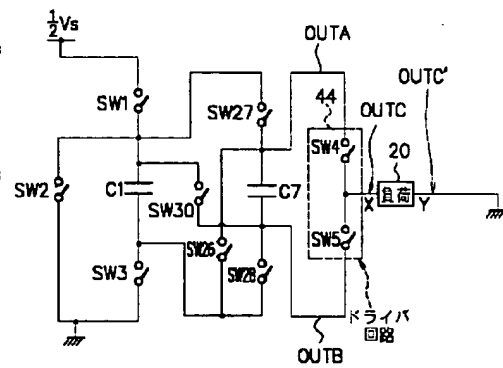 ½Vs
OUTA
OUTC
OUTC'
SW1
SW27
44
SW4
20
負荷
X
Y
SW2
C1
SW30
C7
SW5
SW3
SW26
SW28
ドライバ
回路
OUTB